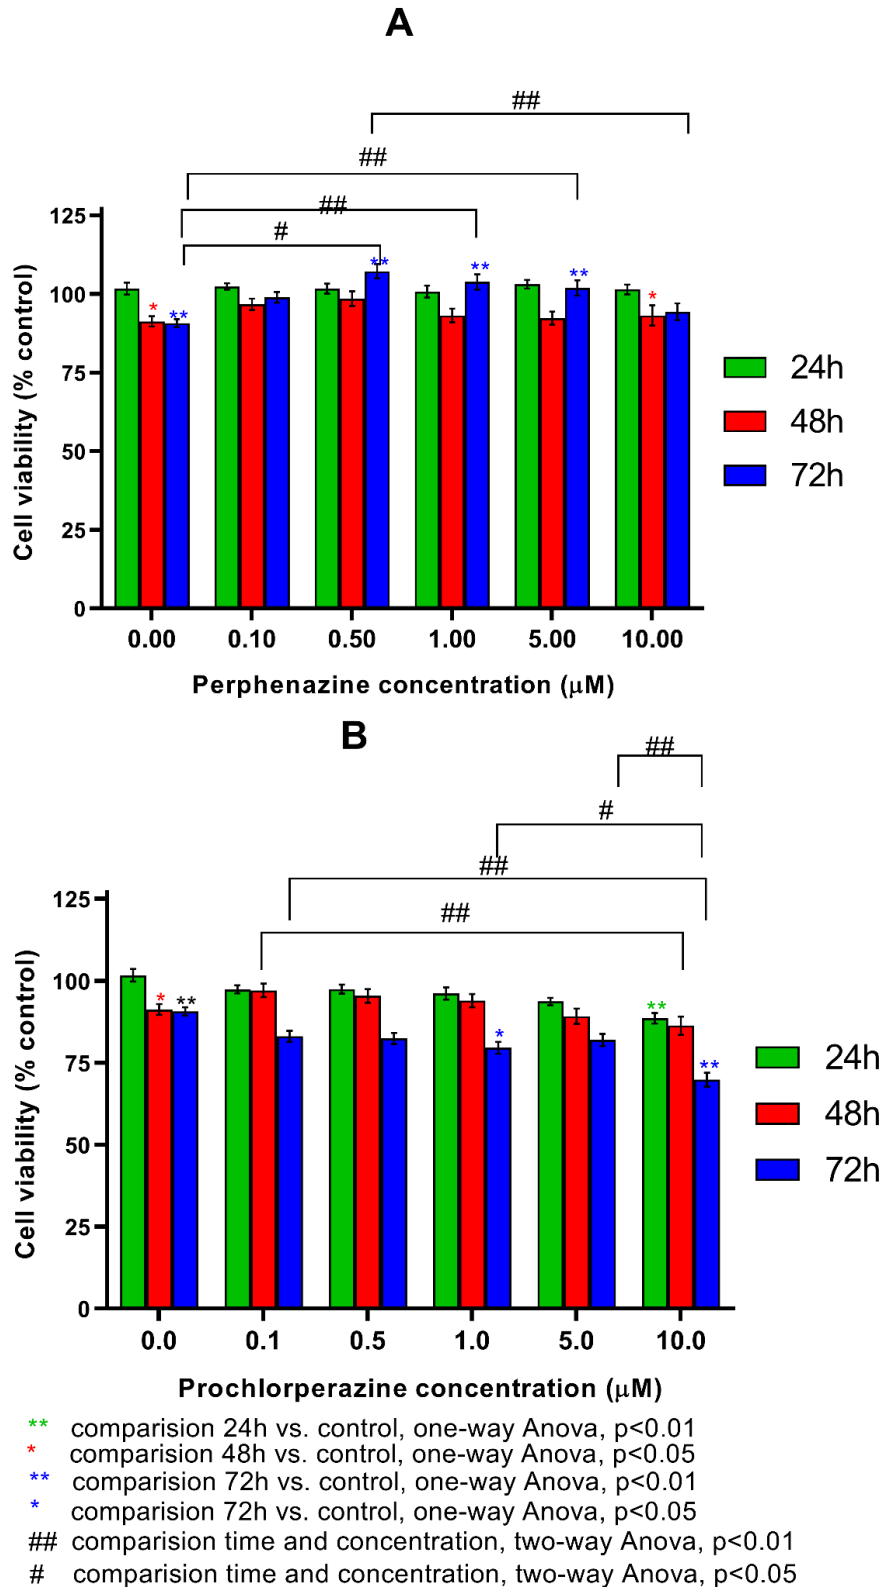 A
##
##
##
#
125
100
75
50
25
0
Cell viability (% control)
* ** ** ** ** *
24h
48h
72h
0.00 0.10 0.50 1.00 5.00 10.00
Perphenazine concentration (μM)
B
##
#
##
##
125
100
75
50
25
0
Cell viability (% control)
* ** * ** **
24h
48h
72h
0.0 0.1 0.5 1.0 5.0 10.0
Prochlorperazine concentration (μM)
** comparision 24h vs. control, one-way Anova, p<0.01
* comparision 48h vs. control, one-way Anova, p<0.05
** comparision 72h vs. control, one-way Anova, p<0.01
* comparision 72h vs. control, one-way Anova, p<0.05
## comparision time and concentration, two-way Anova, p<0.01
# comparision time and concentration, two-way Anova, p<0.05